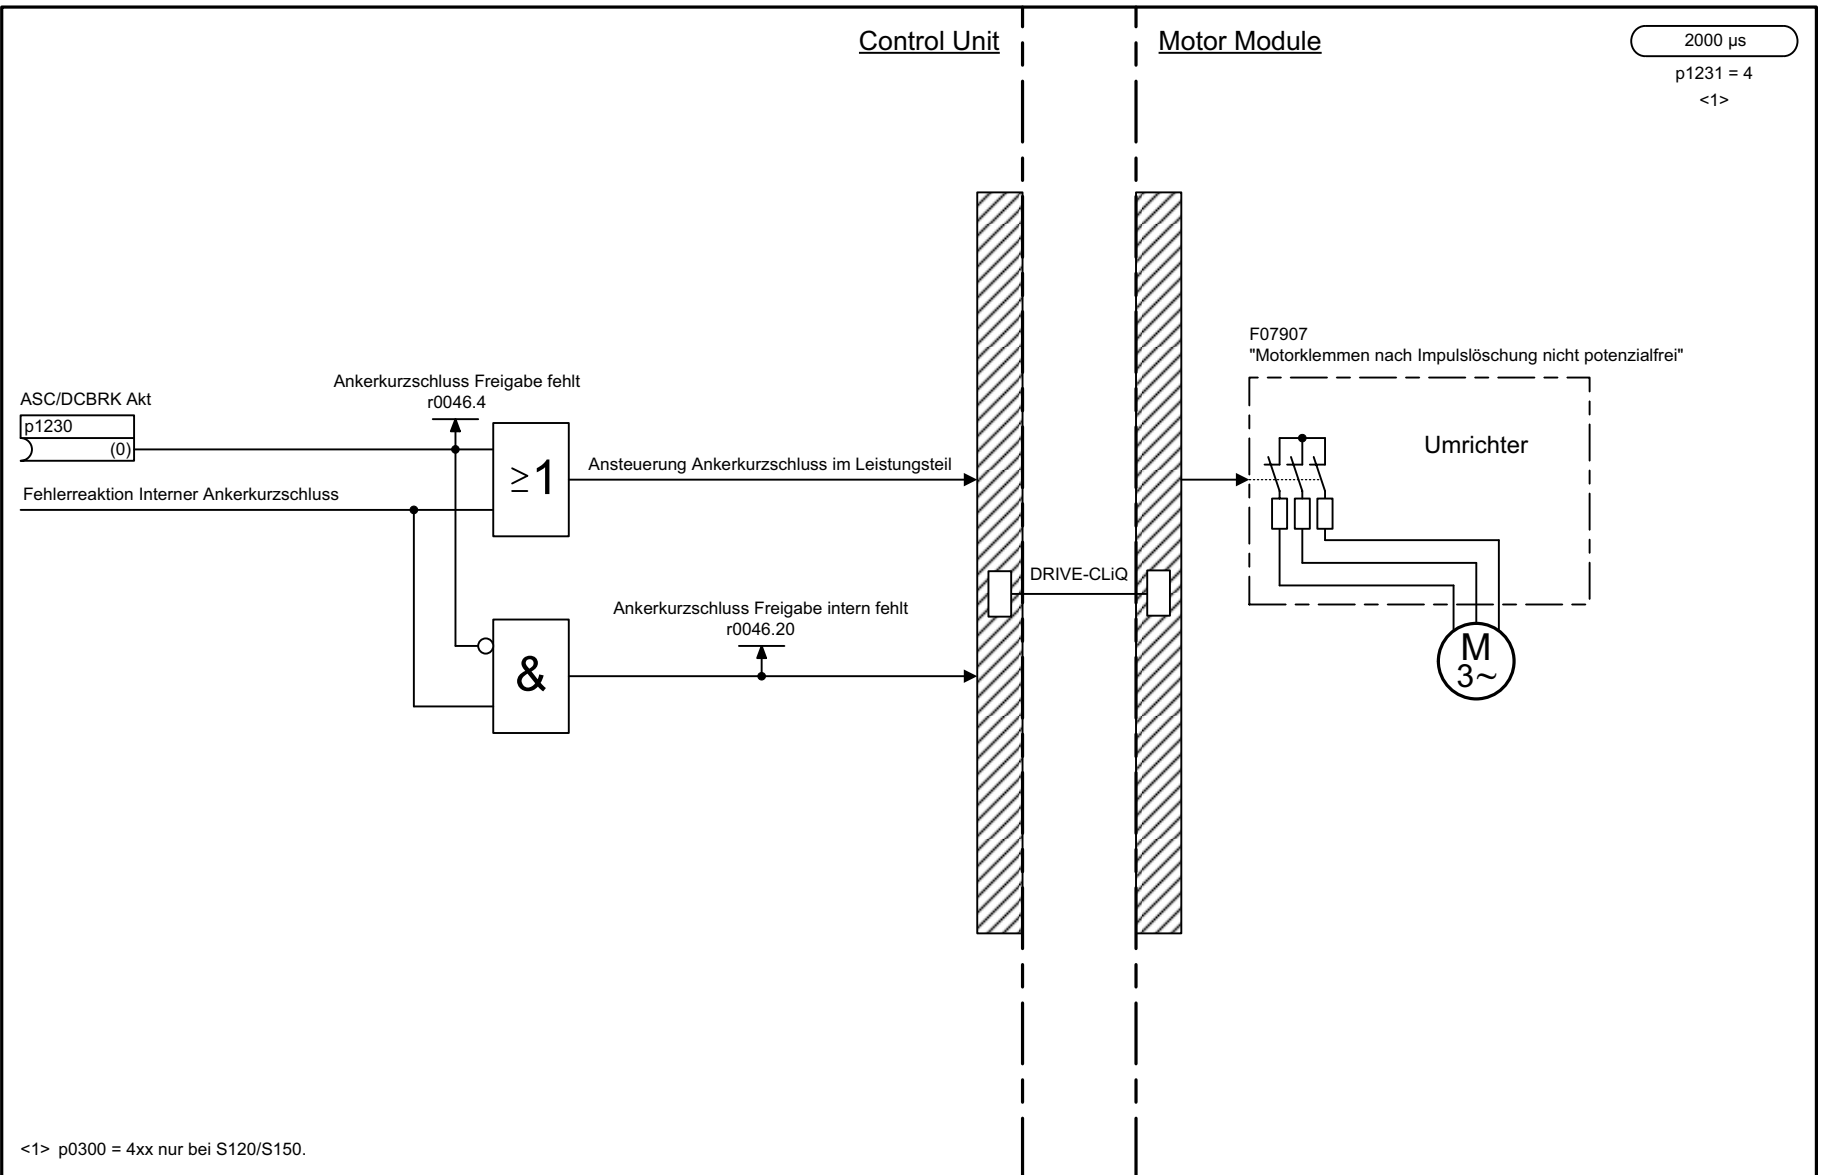 Control Unit
Motor Module
2000 µs
p1231 = 4
<1>
F07907
"Motorklemmen nach Impulslöschung nicht potenzialfrei"
Ankerkurzschluss Freigabe fehlt
r0046.4
ASC/DCBRK Akt
p1230
(0)
≥1
Ansteuerung Ankerkurzschluss im Leistungsteil
Umrichter
Fehlerreaktion Interner Ankerkurzschluss
DRIVE-CLiQ
Ankerkurzschluss Freigabe intern fehlt
r0046.20
&
M
3~
<1> p0300 = 4xx nur bei S120/S150.